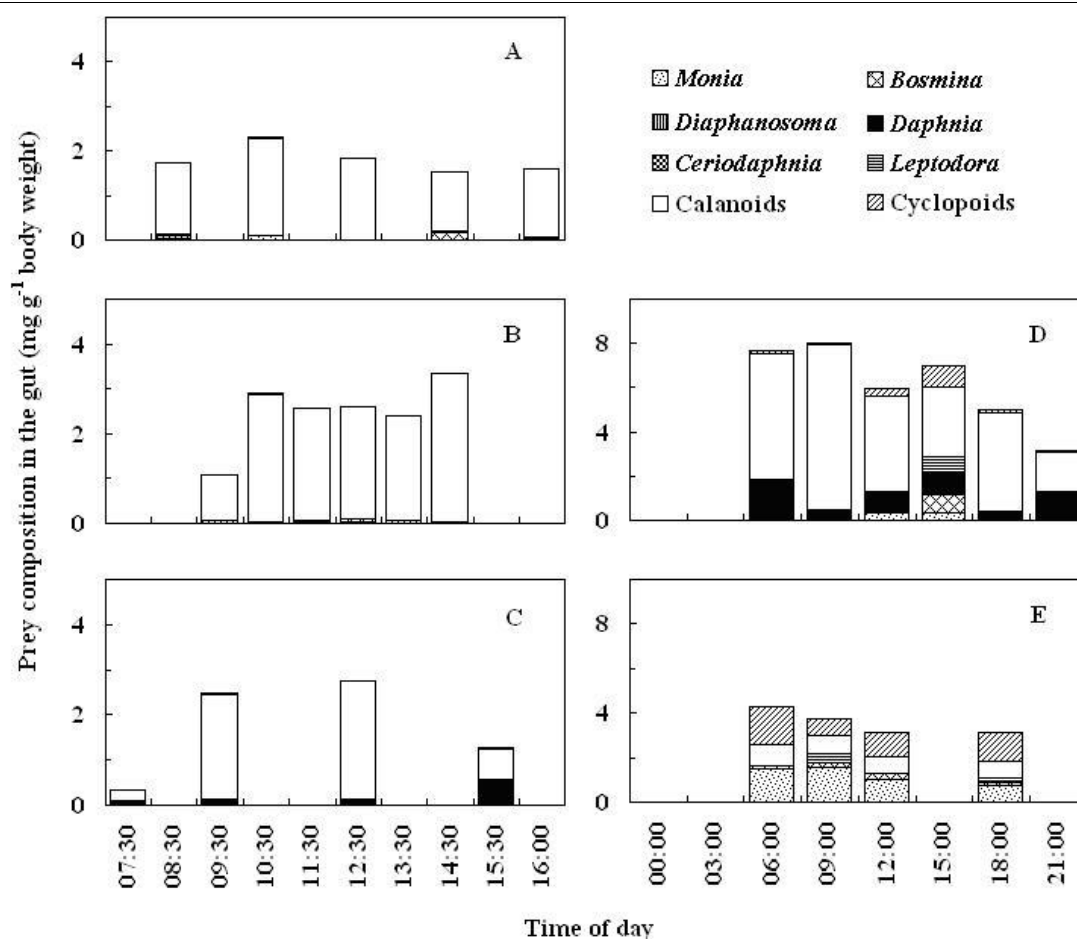 Prey composition in the gut (mg g-1 body weight)
A
4
2
0
Monia
Bosmina
Diaphanosoma
Daphnia
Ceriodaphnia
Leptodora
Calanoids
Cyclopoids
B
4
2
0
D
8
4
0
C
4
2
0
E
8
4
0
07:30
08:30
09:30
10:30
11:30
12:30
13:30
14:30
15:30
16:00
00:00
03:00
06:00
09:00
12:00
15:00
18:00
21:00
Time of day